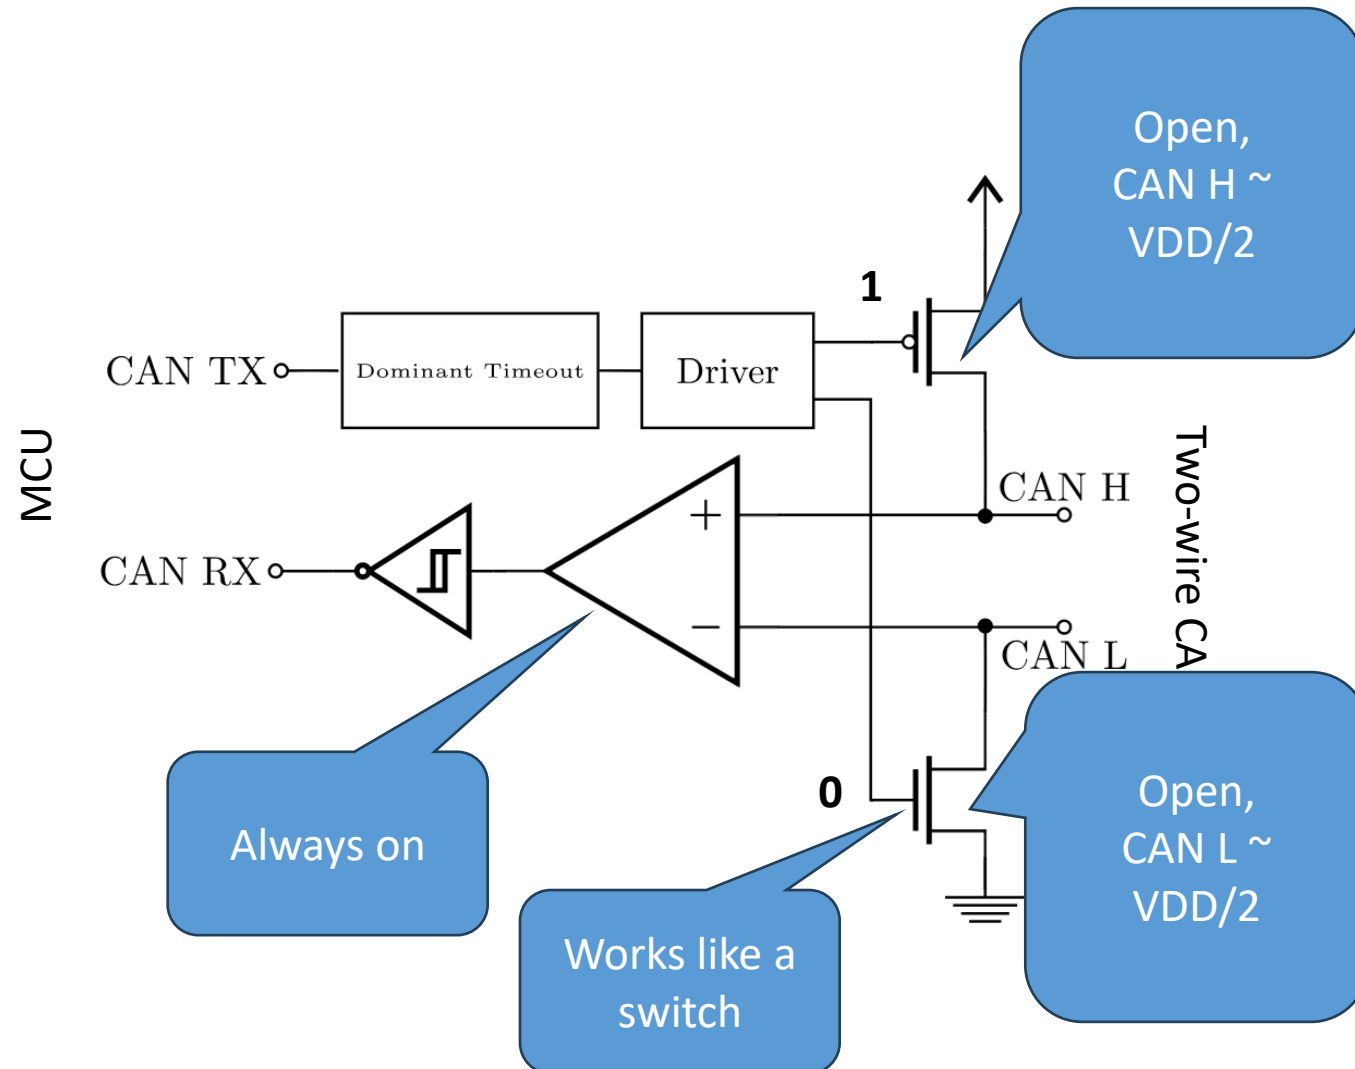 Open,
CAN H ~
VDD/2
1
CAN TX
Dominant Timeout
Driver
MCU
CAN H
Two-wire CA
+
CAN RX
−
CAN L
Always on
0
Open,
CAN L ~
VDD/2
Works like a
switch